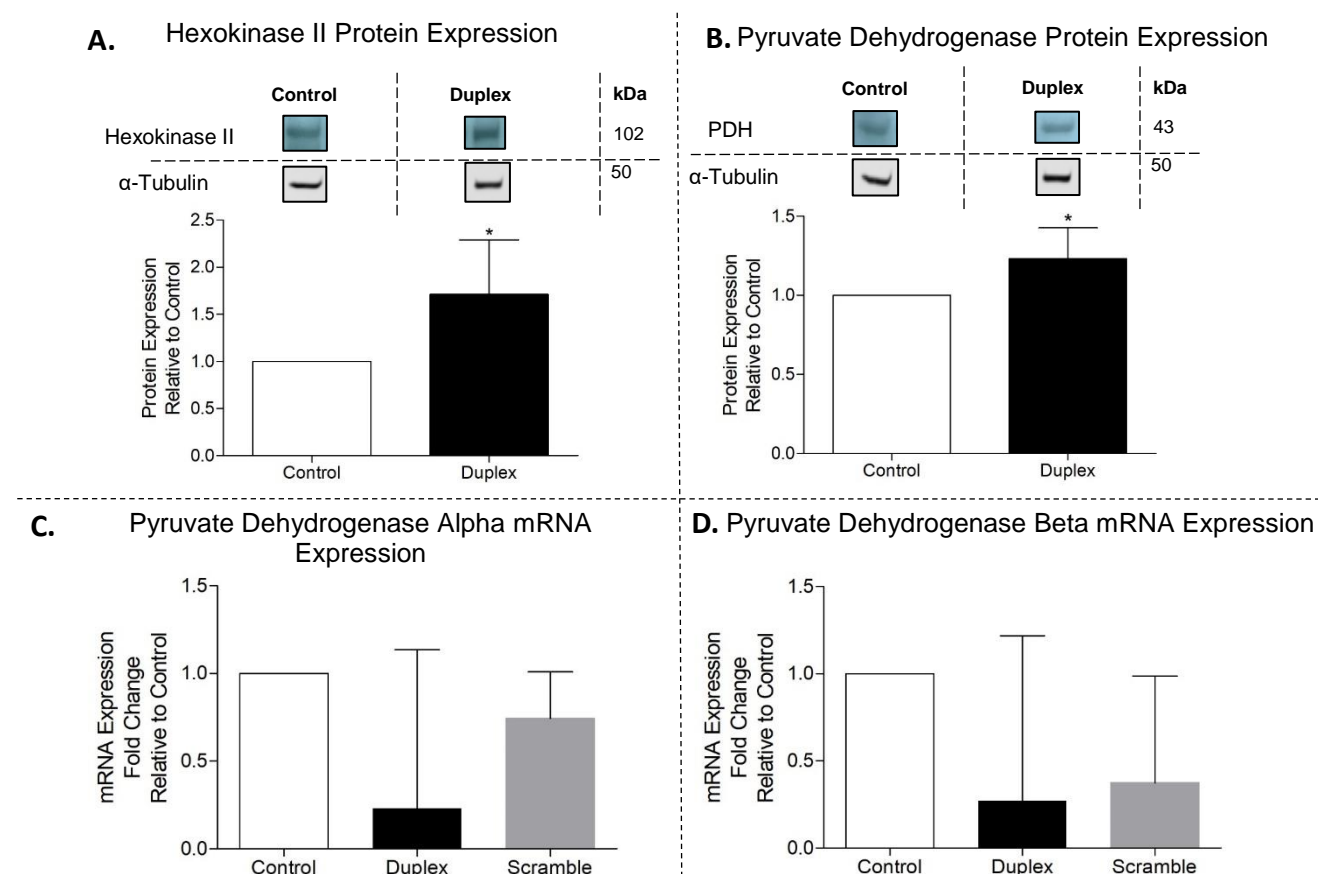 A. Hexokinase II Protein Expression
Control Duplex kDa
Hexokinase II 102
α-Tubulin 50
2.5
2.0
1.5
1.0
0.5
0.0
Protein Expression
Relative to Control
*
Control Duplex
B. Pyruvate Dehydrogenase Protein Expression
Control Duplex kDa
PDH 43
α-Tubulin 50
1.5
1.0
0.5
0.0
Protein Expression
Relative to Control
*
Control Duplex
C. Pyruvate Dehydrogenase Alpha mRNA
Expression
1.5
1.0
0.5
0.0
mRNA Expression
Fold Change
Relative to Control
Control Duplex Scramble
D. Pyruvate Dehydrogenase Beta mRNA Expression
1.5
1.0
0.5
0.0
mRNA Expression
Fold Change
Relative to Control
Control Duplex Scramble